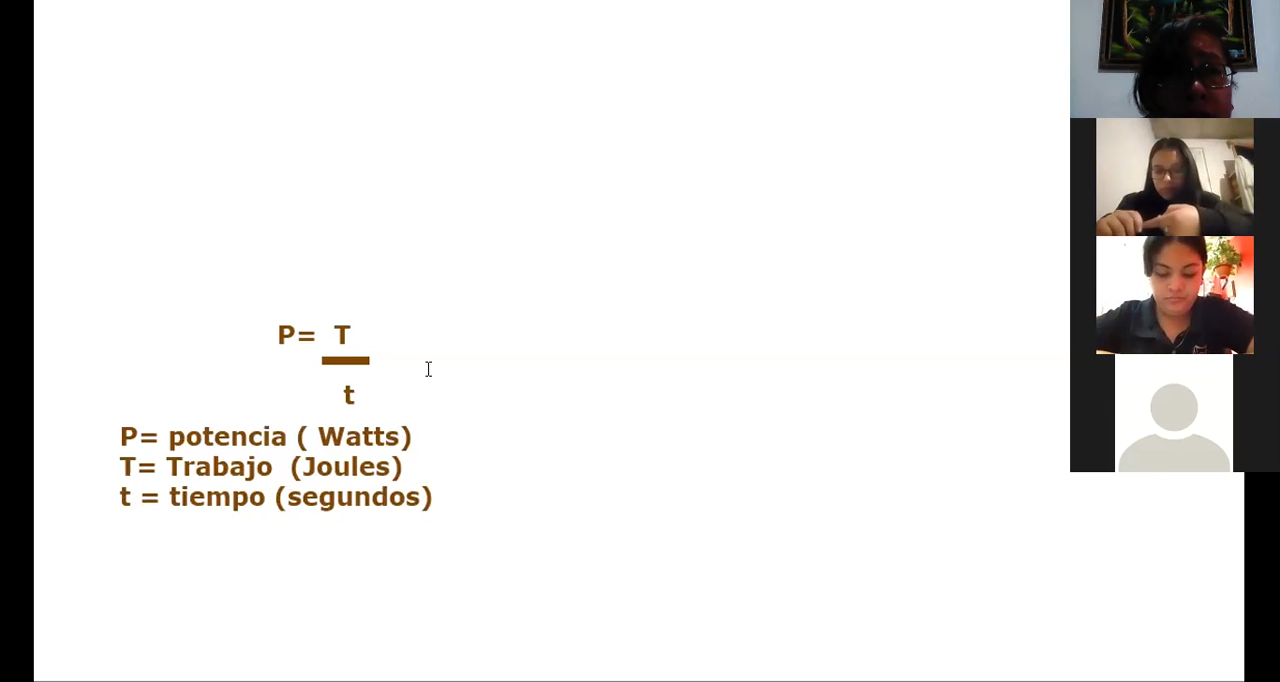 P= T
t
P= potencia ( Watts)
T= Trabajo (Joules)
t = tiempo (segundos)